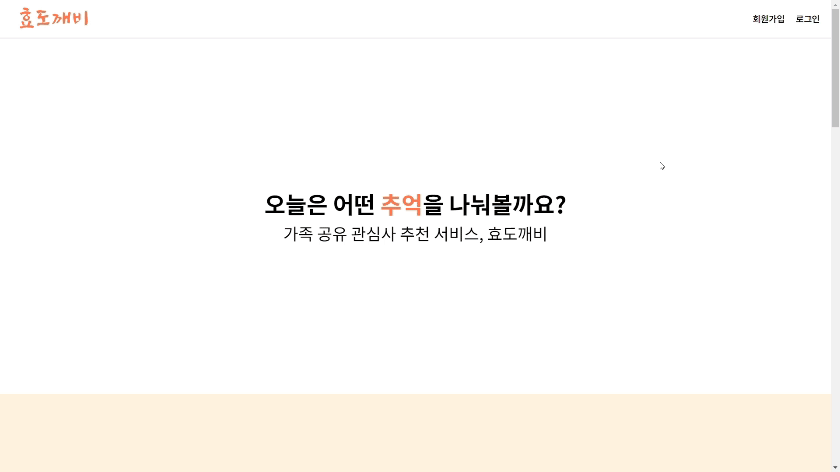 효도깨비
회원가입 로그인
오늘은 어떤 추억을 나눠볼까요?
가족 공유 관심사 추천 서비스, 효도깨비